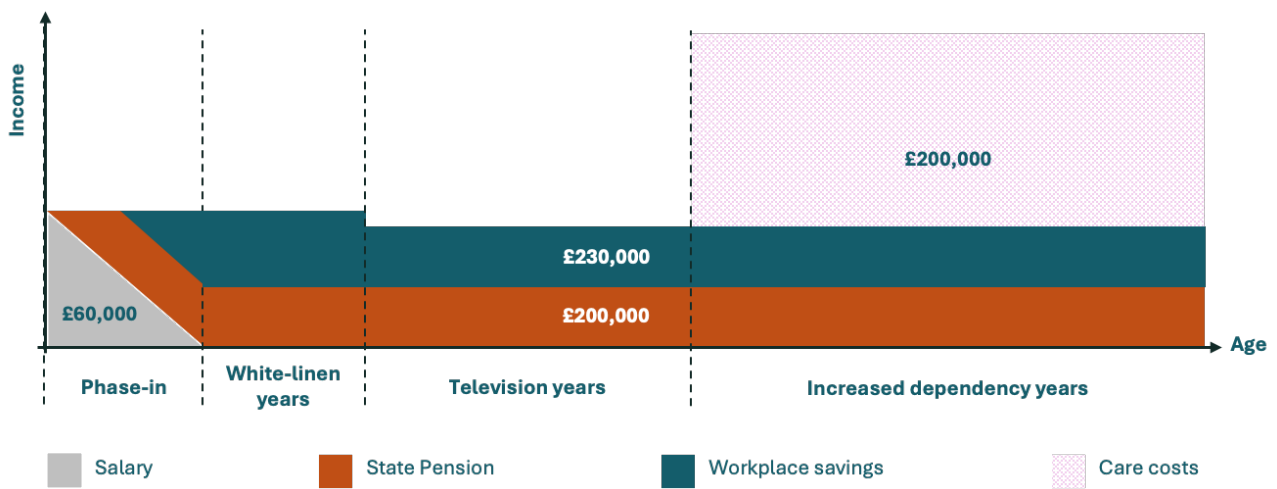 Income
£200,000
£230,000
£200,000
£60,000
Age
Phase-in
White-linen
years
Television years
Increased dependency years
Salary
State Pension
Workplace savings
Care costs